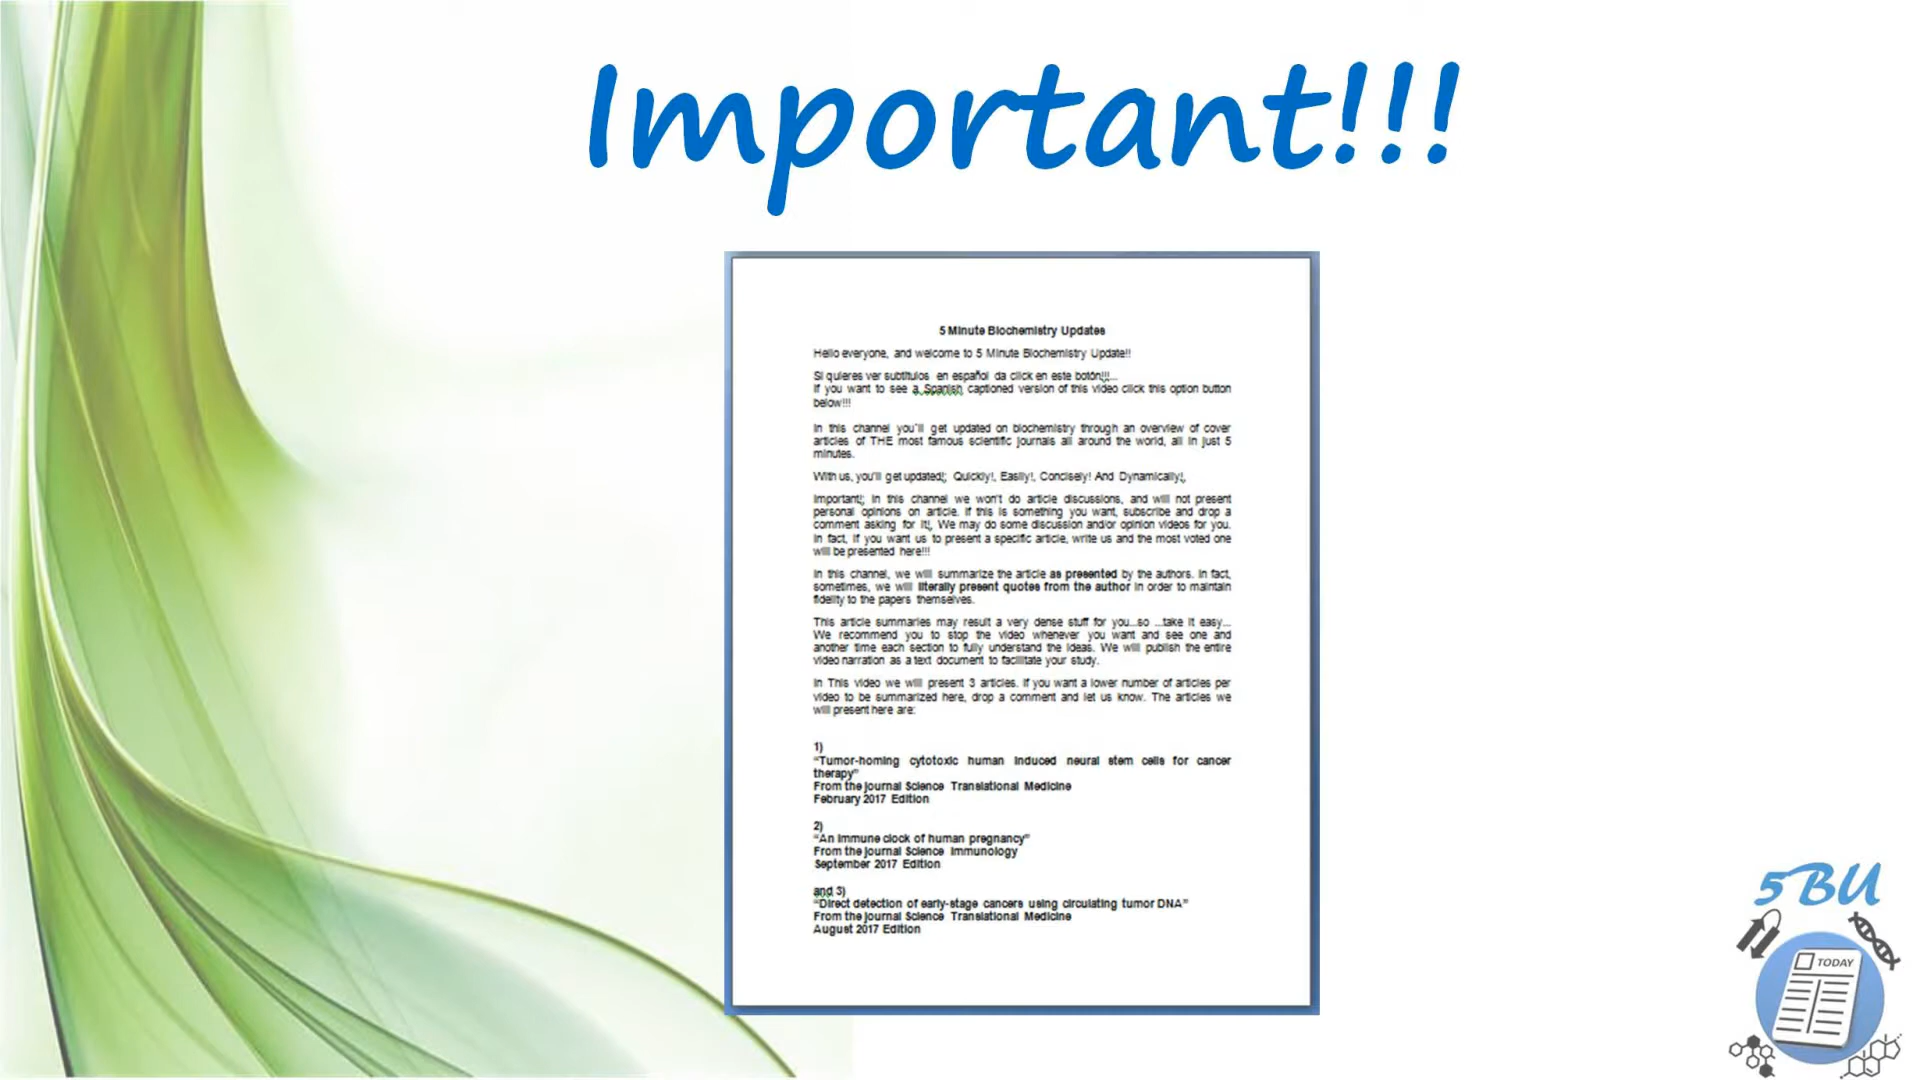 Important!!!
5 Minute Biochemistry Updates
Hello everyone, and welcome to 5 Minute Biochemistry Update!!
Si quieres ver subtítulos en español da click en este botón!!!...
If you want to see a Spanish captioned version of this video click this option button
below!!!
In this channel you'll get updated on biochemistry through an overview of cover
articles of THE most famous scientific journals all around the world, all in just 5
minutes.
With us, you'll get updated!; Quickly!, Easily!, Concisely! And Dynamically!,
Important!; In this channel we won't do article discussions, and will not present
personal opinions on article. If this is something you want, subscribe and drop a
comment asking for it!, We may do some discussion and/or opinion videos for you.
In fact, if you want us to present a specific article, write us and the most voted one
will be presented here!!!
In this channel, we will summarize the article as presented by the authors. In fact,
sometimes, we will literally present quotes from the author in order to maintain
fidelity to the papers themselves.
This article summaries may result a very dense stuff for you...so ...take it easy...
We recommend you to stop the video whenever you want and see one and
another time each section to fully understand the ideas. We will publish the entire
video narration as a text document to facilitate your study.
In This video we will present 3 articles. If you want a lower number of articles per
video to be summarized here, drop a comment and let us know. The articles we
will present here are:
1)
“Tumor-homing cytotoxic human induced neural stem cells for cancer
therapy”
From the journal Science Translational Medicine
February 2017 Edition
2)
“An immune clock of human pregnancy”
From the journal Science Immunology
September 2017 Edition
and 3)
“Direct detection of early-stage cancers using circulating tumor DNA”
From the journal Science Translational Medicine
August 2017 Edition
5BU
TODAY